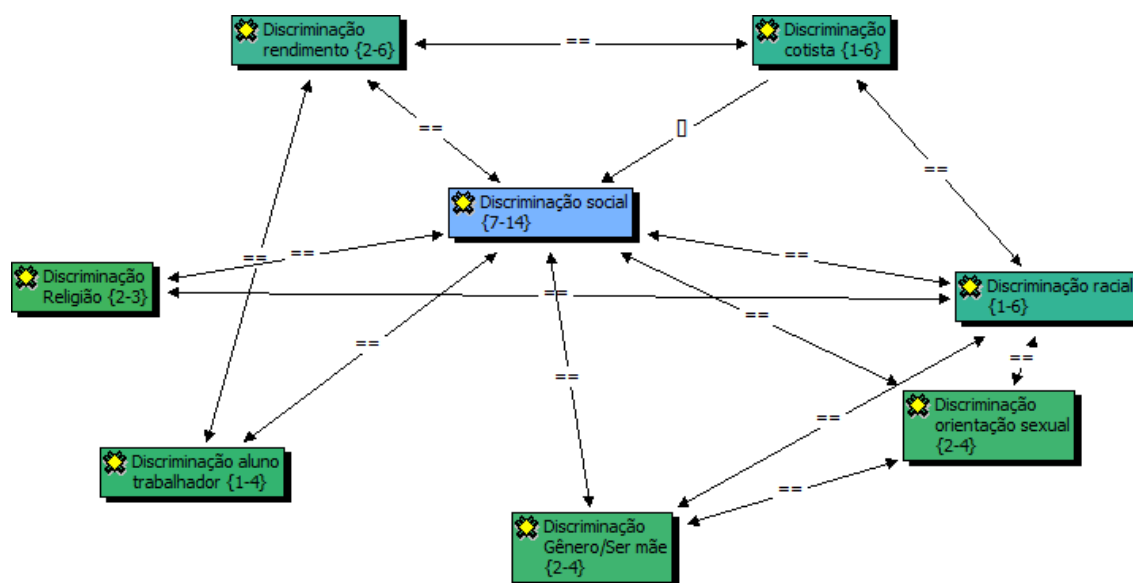 Discriminação
rendimento {2-6}
==
Discriminação
cotista {1-6}
==
[]
==
Discriminação social
{7-14}
==
==
==
Discriminação
Religião {2-3}
==
Discriminação racial
{1-6}
==
==
==
==
Discriminação
orientação sexual
{2-4}
==
Discriminação aluno
trabalhador {1-4}
==
Discriminação
Gênero/Ser mãe
{2-4}